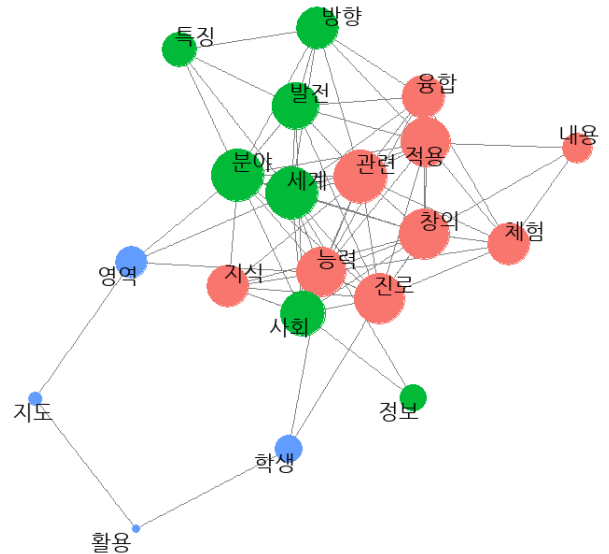 방향
특징
융합
발전
내용
적용
분야
관련
세계
창의
체험
능력
영역
지식
진로
사회
정보
지도
학생
활용